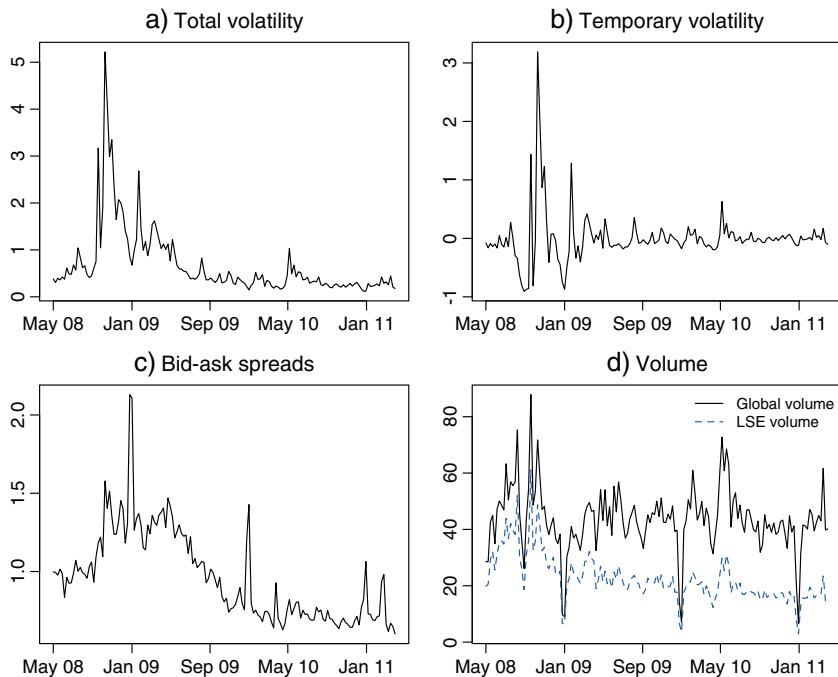 a) Total volatility
5
4
3
2
1
0
May 08 Jan 09 Sep 09 May 10 Jan 11
b) Temporary volatility
3
2
1
0
-1
May 08 Jan 09 Sep 09 May 10 Jan 11
c) Bid-ask spreads
2.0
1.5
1.0
May 08 Jan 09 Sep 09 May 10 Jan 11
d) Volume
Global volume
LSE volume
80
60
40
20
0
May 08 Jan 09 Sep 09 May 10 Jan 11